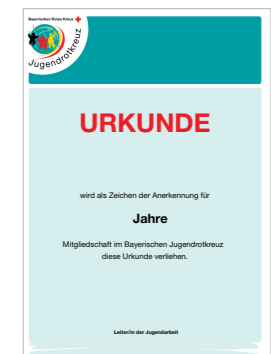 Bayerisches Rotes Kreuz
Jugendrotkreuz
URKUNDE
wird als Zeichen der Anerkennung für
Jahre
Mitgliedschaft im Bayerischen Jugendrotkreuz
diese Urkunde verliehen.
Leiter/in der Jugendarbeit